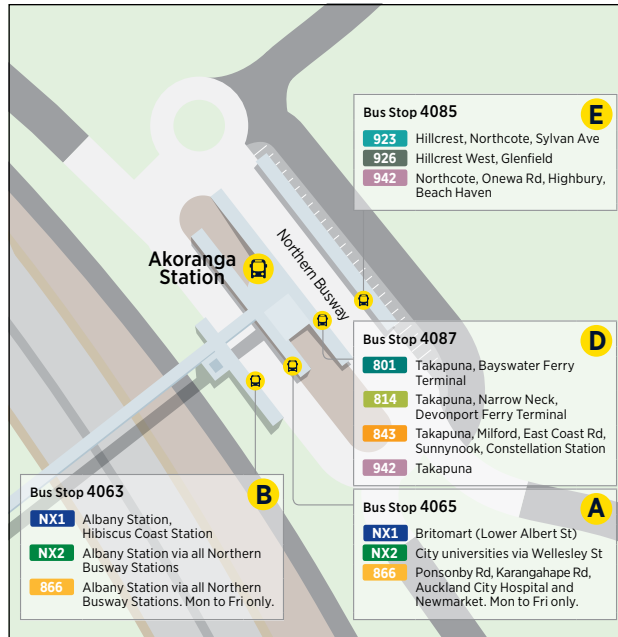 Bus Stop 4085
E
923 Hillcrest, Northcote, Sylvan Ave
926 Hillcrest West, Glenfield
942 Northcote, Onewa Rd, Highbury,
Beach Haven
Akoranga
Station
Northern Busway
Bus Stop 4087
D
801 Takapuna, Bayswater Ferry
Terminal
814 Takapuna, Narrow Neck,
Devonport Ferry Terminal
843 Takapuna, Milford, East Coast Rd,
Sunnynook, Constellation Station
942 Takapuna
Bus Stop 4063
B
NX1 Albany Station,
Hibiscus Coast Station
NX2 Albany Station via all Northern
Busway Stations
866 Albany Station via all Northern
Busway Stations. Mon to Fri only.
Bus Stop 4065
A
NX1 Britomart (Lower Albert St)
NX2 City universities via Wellesley St
866 Ponsonby Rd, Karangahape Rd,
Auckland City Hospital and
Newmarket. Mon to Fri only.